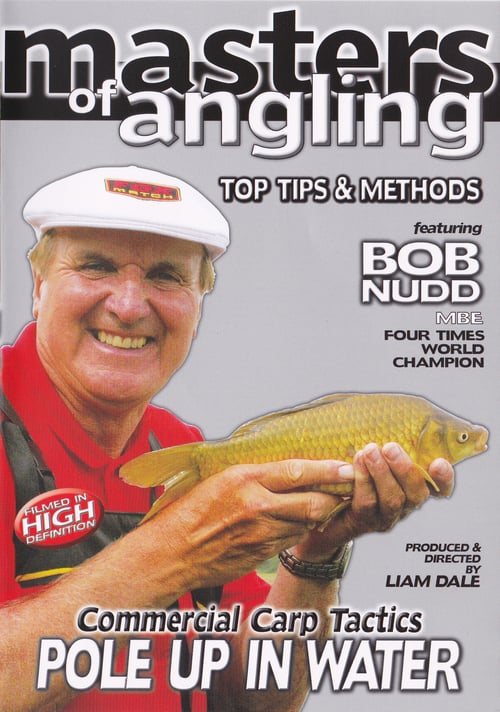 masters
of angling
TOP TIPS & METHODS
featuring
BOB
NUDD
MBE
FOUR TIMES
WORLD
CHAMPION
MATCH
FILMED IN
HIGH
DEFINITION
PRODUCED &
DIRECTED
BY
LIAM DALE
Commercial Carp Tactics
POLE UP IN WATER